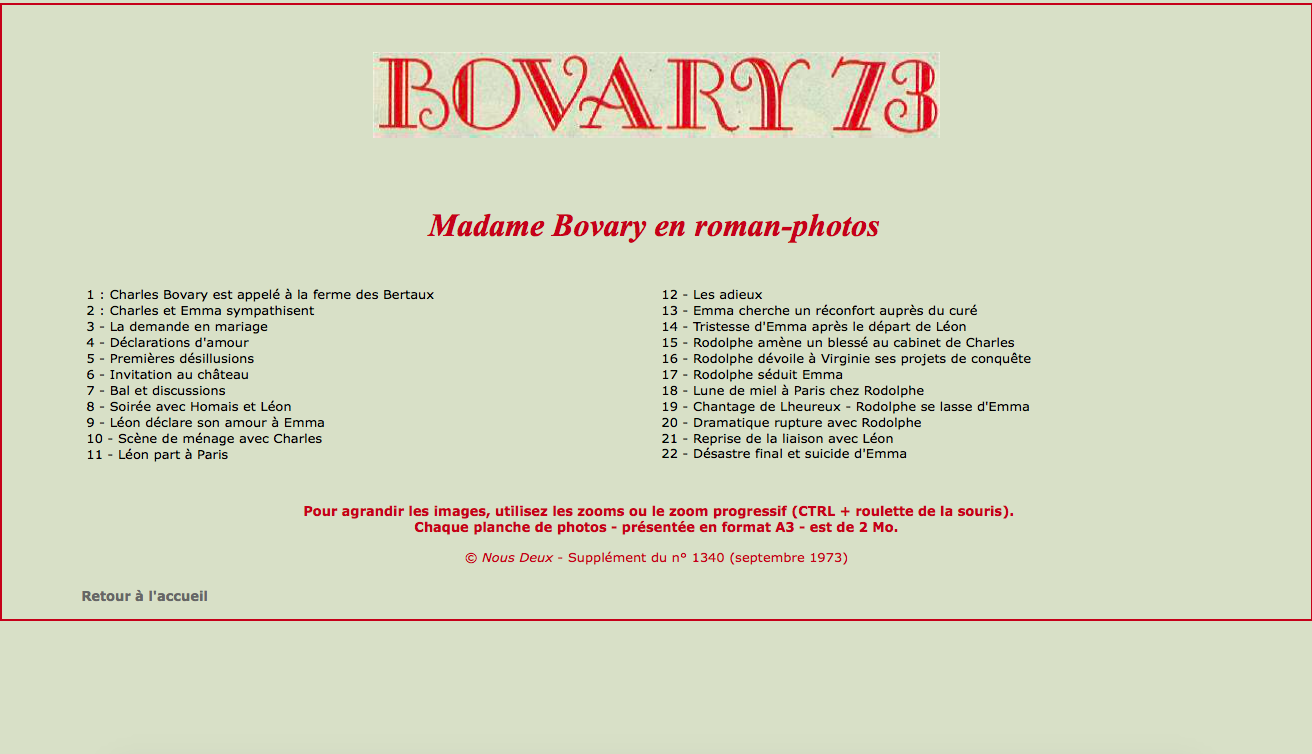 BOVARY 73
Madame Bovary en roman-photos
1 : Charles Bovary est appelé à la ferme des Bertaux
2 : Charles et Emma sympathisent
3 - La demande en mariage
4 - Déclarations d'amour
5 - Premières désillusions
6 - Invitation au château
7 - Bal et discussions
8 - Soirée avec Homais et Léon
9 - Léon déclare son amour à Emma
10 - Scène de ménage avec Charles
11 - Léon part à Paris
12 - Les adieux
13 - Emma cherche un réconfort auprès du curé
14 - Tristesse d'Emma après le départ de Léon
15 - Rodolphe amène un blessé au cabinet de Charles
16 - Rodolphe dévoile à Virginie ses projets de conquête
17 - Rodolphe séduit Emma
18 - Lune de miel à Paris chez Rodolphe
19 - Chantage de Lheureux - Rodolphe se lasse d'Emma
20 - Dramatique rupture avec Rodolphe
21 - Reprise de la liaison avec Léon
22 - Désastre final et suicide d'Emma
Pour agrandir les images, utilisez les zooms ou le zoom progressif (CTRL + roulette de la souris).
Chaque planche de photos - présentée en format A3 - est de 2 Mo.
© Nous Deux - Supplément du n° 1340 (septembre 1973)
Retour à l'accueil